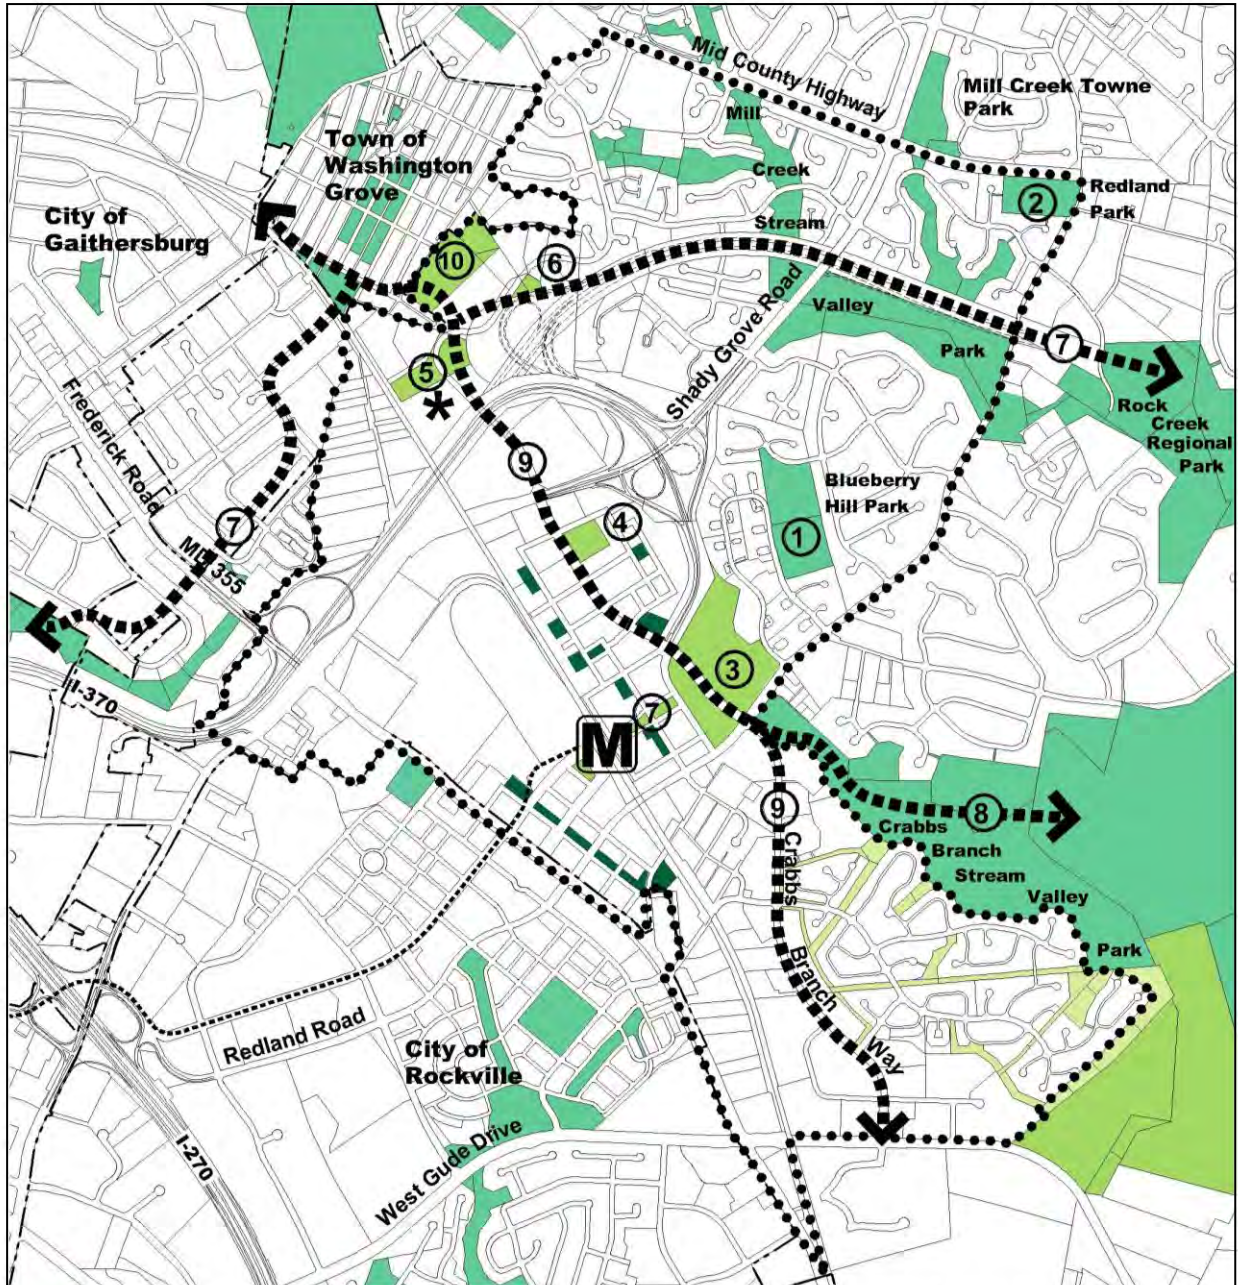 Mid County Highway
Mill Creek Towne
Park
Mill
Town of
Washington
Grove
Creek
Redland
Park
2
City of
Gaithersburg
Stream
10
6
Shady Grove Road
Valley
7
Park
5
*
Rock
Creek
Regional
Park
Frederick Road
9
Blueberry
Hill Park
4
1
7
MD 355
3
I-370
7
M
9
8
Crabbs
Branch
Stream
Valley
Park
Crabbs
Branch
Way
Redland Road
City of
Rockville
West Gude Drive
I-270